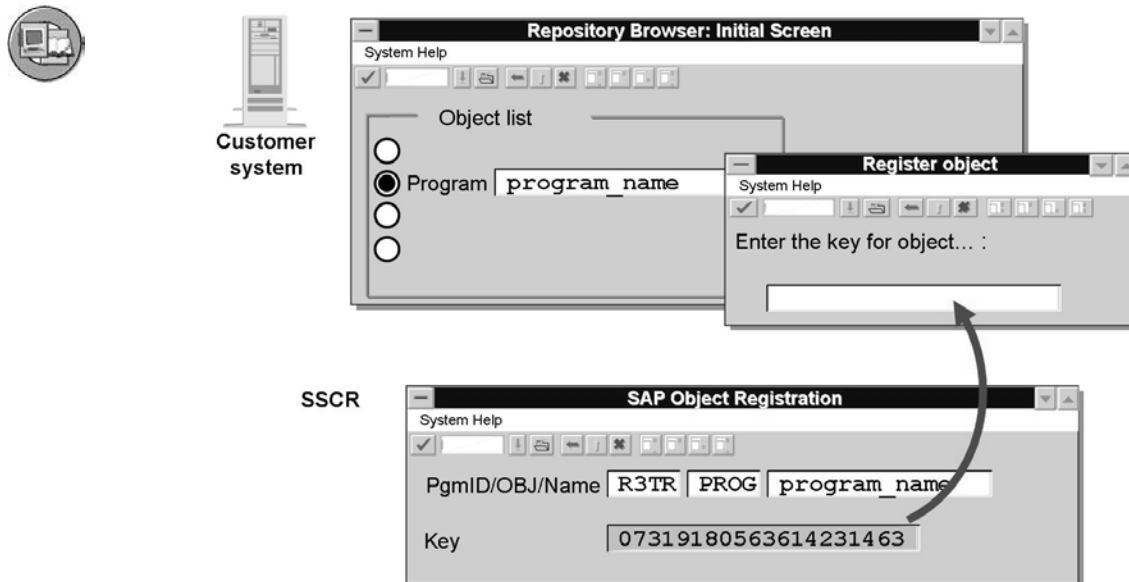 Repository Browser: Initial Screen
System Help
Object list
Customer
system
Program program_name
Register object
System Help
Enter the key for object... :
SSCR
SAP Object Registration
System Help
PgmID/OBJ/Name R3TR PROG program_name
Key 07319180563614231463